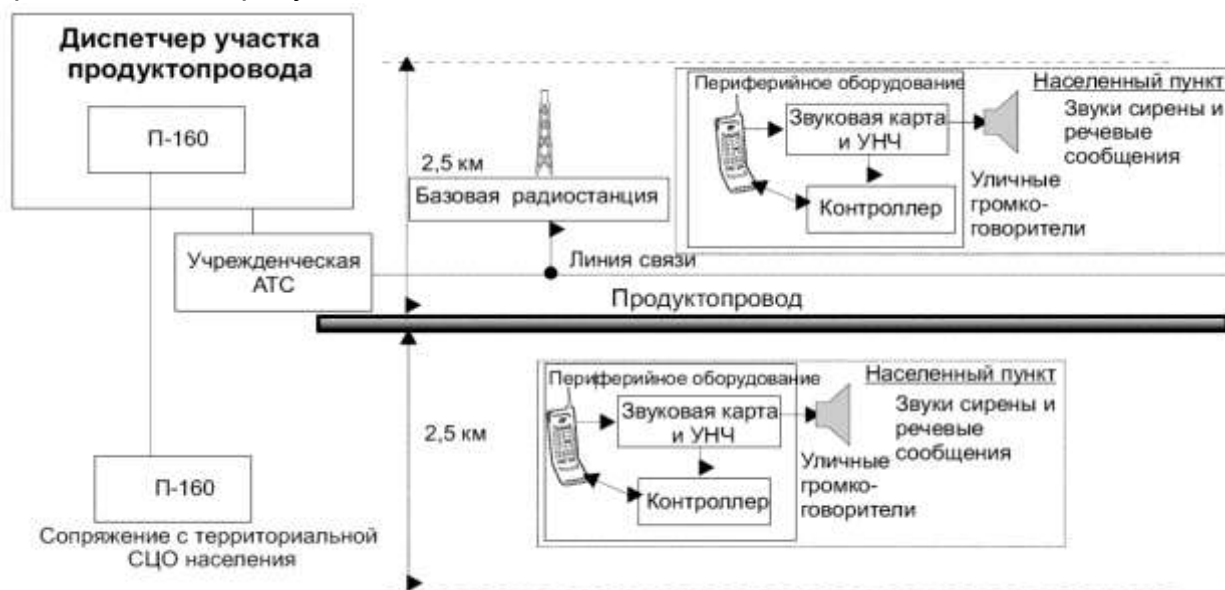 Диспетчер участка
продуктопровода
П-160
Учрежденческая
АТС
П-160
Сопряжение с территориальной
СЦО населения
2,5 км
Базовая радиостанция
Линия связи
Продуктопровод
Периферийное оборудование
Звуковая карта
и УНЧ
Контроллер
Населенный пункт
Звуки сирены и
речевые
сообщения
Уличные
громко-
говорители
2,5 км
Периферийное оборудование
Звуковая карта
и УНЧ
Контроллер
Населенный пункт
Звуки сирены и
речевые
сообщения
Уличные
громко-
говорители